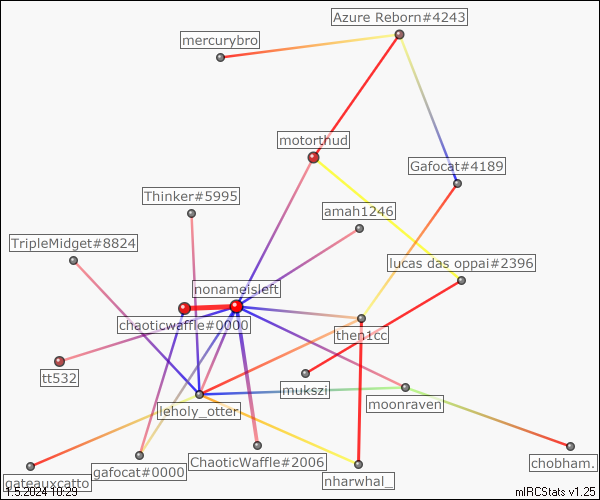 Azure Reborn#4243
mercurybro
motorthud
Gafocat#4189
Thinker#5995
amah1246
TripleMidget#8824
lucas das oppai#2396
nonameisleft
chaoticwaffle#0000
then1cc
tt532
mukszi
moonraven
leholy_otter
ChaoticWaffle#2006
chobham.
gafocat#0000
nharwhal_
gateauxcatto
1.5.2024 10:29
mIRCStats v1.25